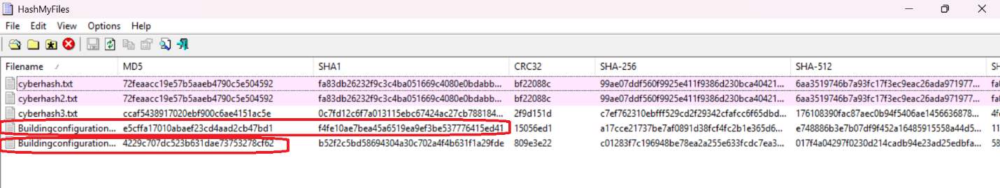 HashMyFiles
File Edit View Options Help
Filename / MD5 SHA1 CRC32 SHA-256 SHA-512 SH
cyberhash.txt 72feaacc19e57b5aaeb4790c5e504592 fa83db26232f9c3c4ba051669c4080e0bdabb... bf22088c 99ae07ddf560f9925e411f9386d230bca40421... 6aa3519746b7a93fc17f3ec9eac26ada971977... fa
cyberhash2.txt 72feaacc19e57b5aaeb4790c5e504592 fa83db26232f9c3c4ba051669c4080e0bdabb... bf22088c 99ae07ddf560f9925e411f9386d230bca40421... 6aa3519746b7a93fc17f3ec9eac26ada971977... fa
cyberhash3.txt ccaf5438917020ebf900c6ae4151ac5e 0c7fd12c6f7a013115ebc67424ac27cb788184... 2f9d151d c7ef762310ebfff529cd2f29342cfafcc6f65dbd... 176108390fac87aec0b94f5406ae1456636878... 4f
Buildingconfiguration... e5cffa17010abaef23cd4aad2cb47bd1 f4fe10ae7bea45a6519ea9ef3be537776415ed41 15056ed1 a17cce21737be7af0891d38fcf4fc2b1e365d6... e748886b3e7b07df9f452a16485915558a44d5... 11
Buildingconfiguration... 4229c707dc523b631dae73753278cf62 b52f2c5bd58694304a30c702a4f4b631f1a29fde 809e3e22 c01283f7c196948be78ea2a255e633fcdc7ea3... 017f4a04297f0230d214cadb94e23ad25edbfa... 58